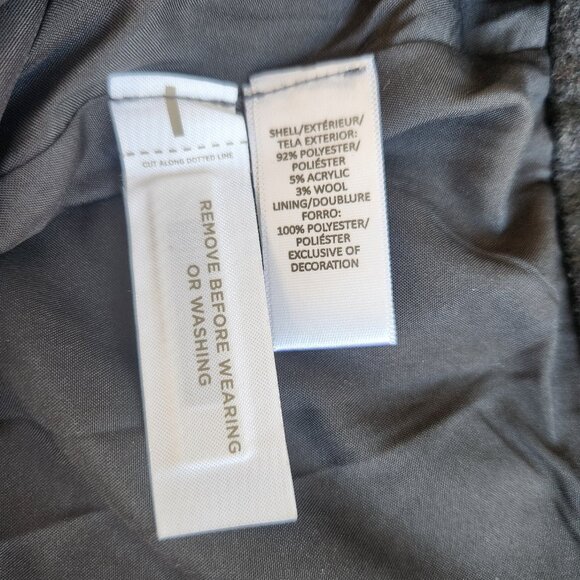 CUT ALONG DOTTED LINE
REMOVE BEFORE WEARING
OR WASHING
SHELL/EXTÉRIEUR/
TELA EXTERIOR:
92% POLYESTER/
POLIÉSTER
5% ACRYLIC
3% WOOL
LINING/DOUBLURE
FORRO:
100% POLYESTER/
POLIÉSTER
EXCLUSIVE OF
DECORATION